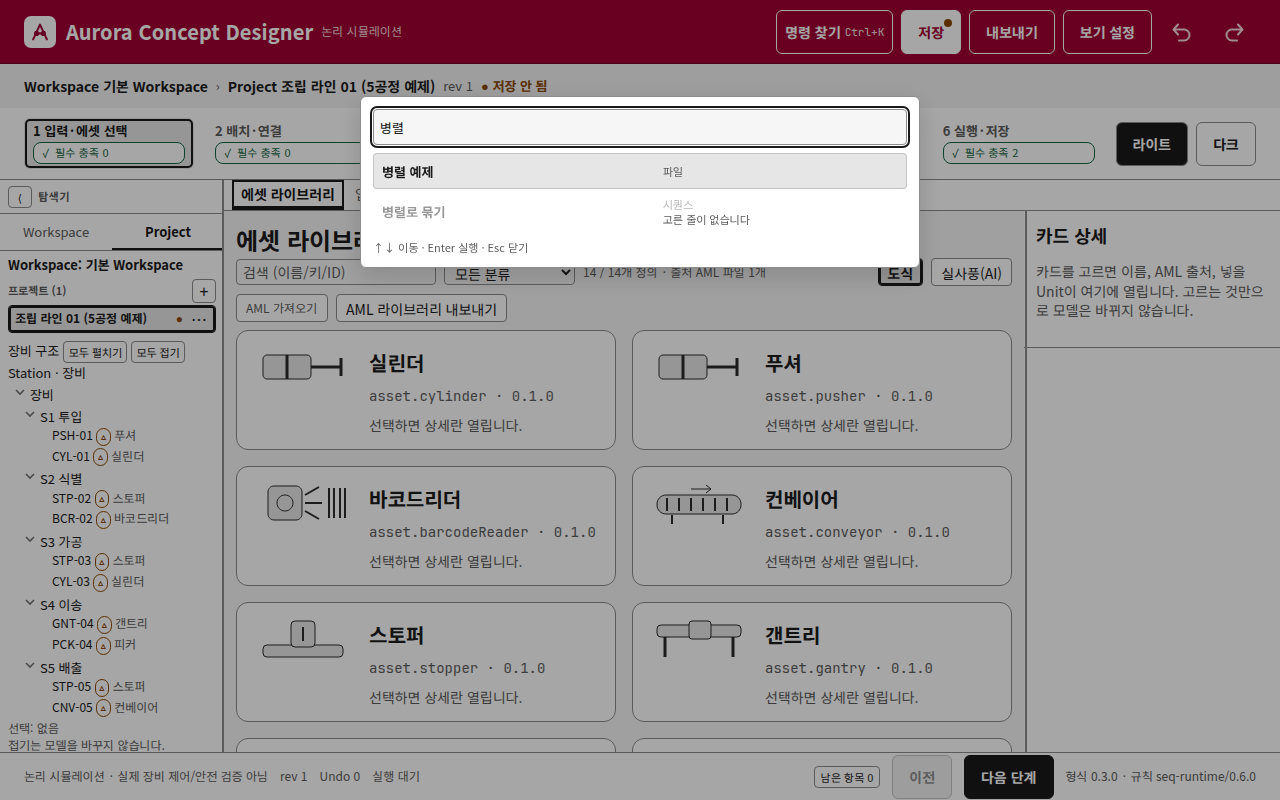 Aurora Concept Designer 논리 시뮬레이션
명령 찾기 Ctrl+K
저장
내보내기
보기 설정
Workspace 기본 Workspace › Project 조립 라인 01 (5공정 예제) rev 1 ● 저장 안 됨
1 입력·에셋 선택
✓ 필수 충족 0
2 배치·연결
✓ 필수 충족 0
6 실행·저장
✓ 필수 충족 2
라이트
다크
병렬
병렬 예제 파일
병렬로 묶기 시퀀스
고른 줄이 없습니다
↑↓ 이동 · Enter 실행 · Esc 닫기
탐색기
Workspace
Project
Workspace: 기본 Workspace
프로젝트 (1)
+
조립 라인 01 (5공정 예제) ● ···
장비 구조
모두 펼치기
모두 접기
Station · 장비
장비
S1 투입
PSH-01 푸셔
CYL-01 실린더
S2 식별
STP-02 스토퍼
BCR-02 바코드리더
S3 가공
STP-03 스토퍼
CYL-03 실린더
S4 이송
GNT-04 갠트리
PCK-04 피커
S5 배출
STP-05 스토퍼
CNV-05 컨베이어
선택: 없음
접기는 모델을 바꾸지 않습니다.
에셋 라이브러리
에셋 라이브러
검색 (이름/키/ID)
모든 분류
14 / 14개 정의 · 출처 AML 파일 1개
도식
실사풍(AI)
AML 가져오기
AML 라이브러리 내보내기
실린더
asset.cylinder · 0.1.0
선택하면 상세란 열립니다.
푸셔
asset.pusher · 0.1.0
선택하면 상세란 열립니다.
바코드리더
asset.barcodeReader · 0.1.0
선택하면 상세란 열립니다.
컨베이어
asset.conveyor · 0.1.0
선택하면 상세란 열립니다.
스토퍼
asset.stopper · 0.1.0
선택하면 상세란 열립니다.
갠트리
asset.gantry · 0.1.0
선택하면 상세란 열립니다.
카드 상세
카드를 고르면 이름, AML 출처, 넣을
Unit이 여기에 열립니다. 고르는 것만으
로 모델은 바뀌지 않습니다.
논리 시뮬레이션 · 실제 장비 제어/안전 검증 아님 rev 1 Undo 0 실행 대기
남은 항목 0
이전
다음 단계
형식 0.3.0 · 규칙 seq-runtime/0.6.0